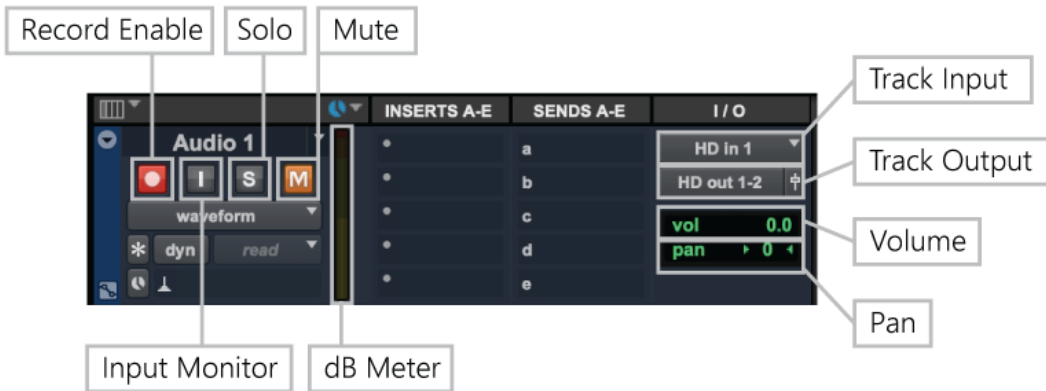 Record Enable
Solo
Mute
Track Input
INSERTS A-E
SENDS A-E
I / O
Audio 1
a
HD in 1
I
S
M
b
HD out 1-2
Track Output
waveform
c
vol 0.0
Volume
dyn
read
d
pan 0
e
Pan
Input Monitor
dB Meter